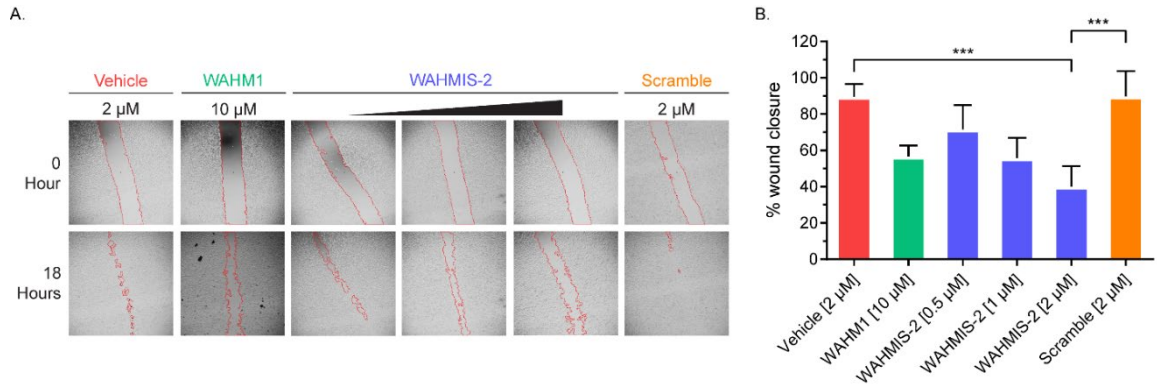 A.
Vehicle WAHM1 WAHMIS-2 Scramble
2 µM 10 µM 2 µM
0
Hour
18
Hours
B.
% wound closure
120
100
80
60
40
20
0
***
***
Vehicle [2 µM]
WAHM1 [10 µM]
WAHMIS-2 [0.5 µM]
WAHMIS-2 [1 µM]
WAHMIS-2 [2 µM]
Scramble [2 µM]